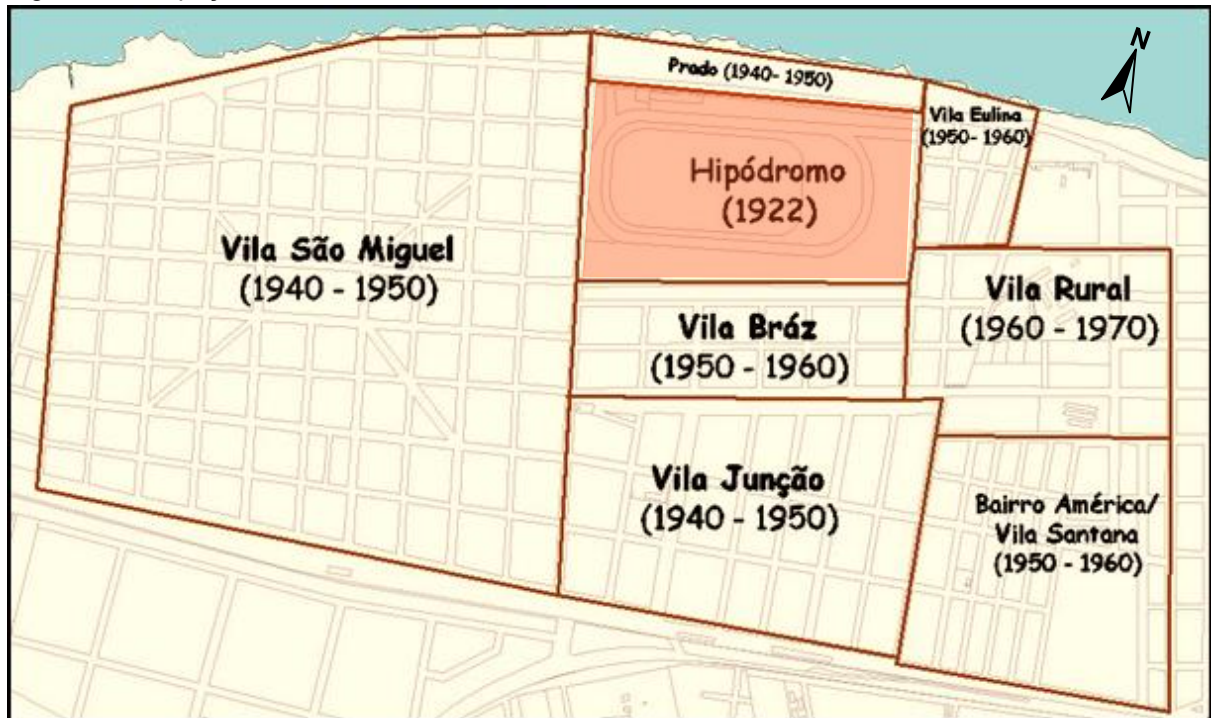 N
Prado (1940- 1950)
Vila Eulina
(1950- 1960)
Hipódromo
(1922)
Vila São Miguel
(1940 - 1950)
Vila Rural
(1960 - 1970)
Vila Bráz
(1950 - 1960)
Vila Junção
(1940 - 1950)
Bairro América/
Vila Santana
(1950 - 1960)